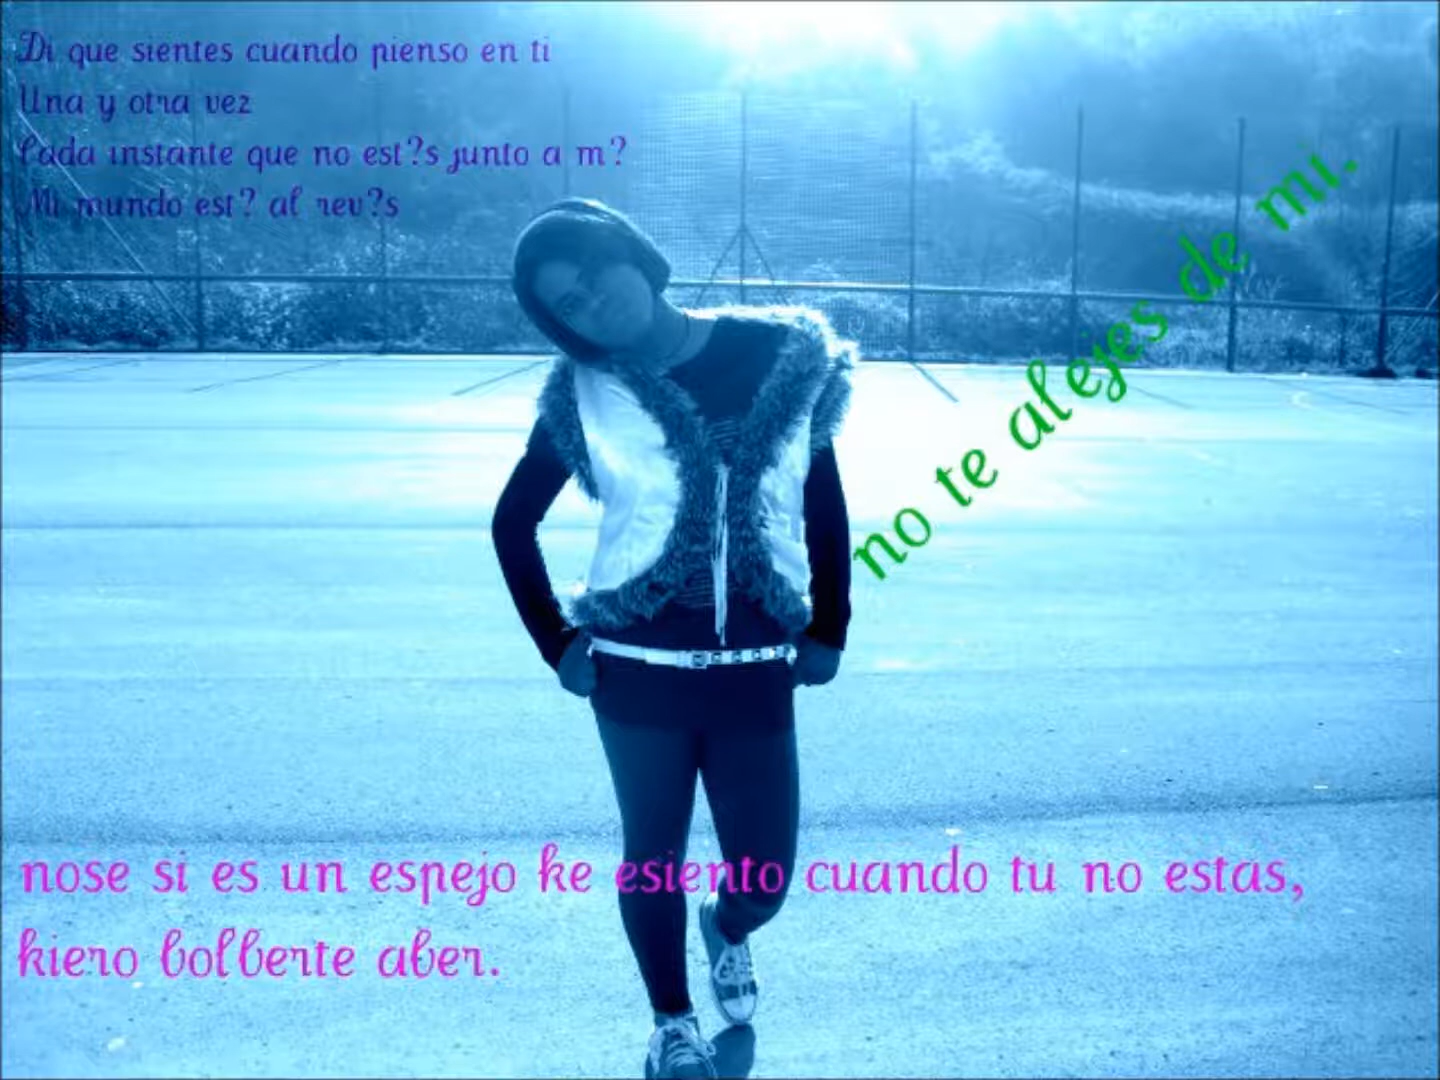 Di que sientes cuando pienso en ti
Una y otra vez
Cada instante que no est?s junto a m?
Mi mundo est? al rev?s
no te alejes de mi.
nose si es un espejo ke esiento cuando tu no estas,
kiero bolberte aber.